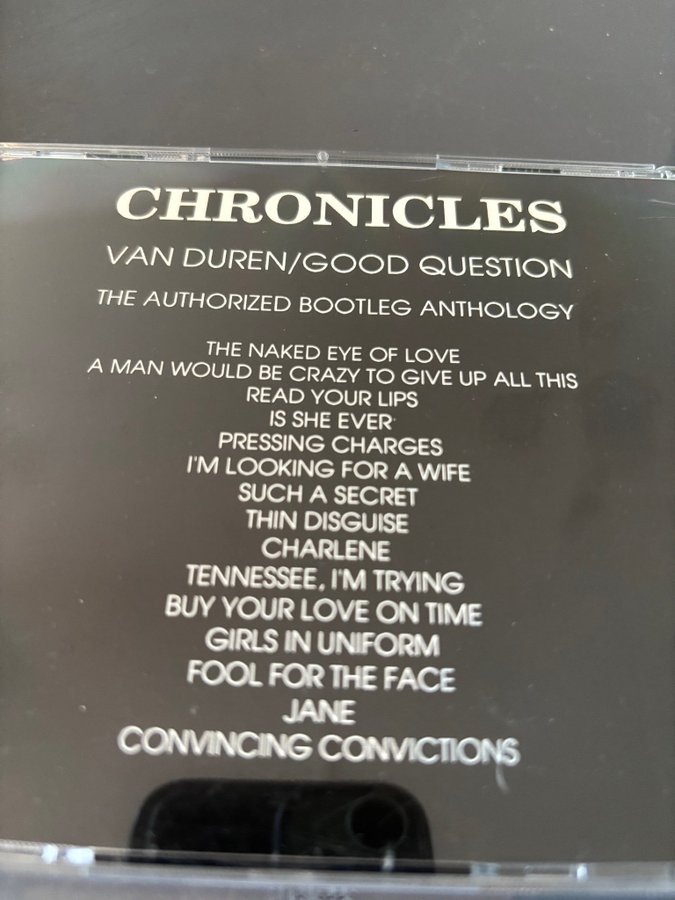 CHRONICLES
VAN DUREN/GOOD QUESTION
THE AUTHORIZED BOOTLEG ANTHOLOGY
THE NAKED EYE OF LOVE
A MAN WOULD BE CRAZY TO GIVE UP ALL THIS
READ YOUR LIPS
IS SHE EVER
PRESSING CHARGES
I'M LOOKING FOR A WIFE
SUCH A SECRET
THIN DISGUISE
CHARLENE
TENNESSEE, I'M TRYING
BUY YOUR LOVE ON TIME
GIRLS IN UNIFORM
FOOL FOR THE FACE
JANE
CONVINCING CONVICTIONS